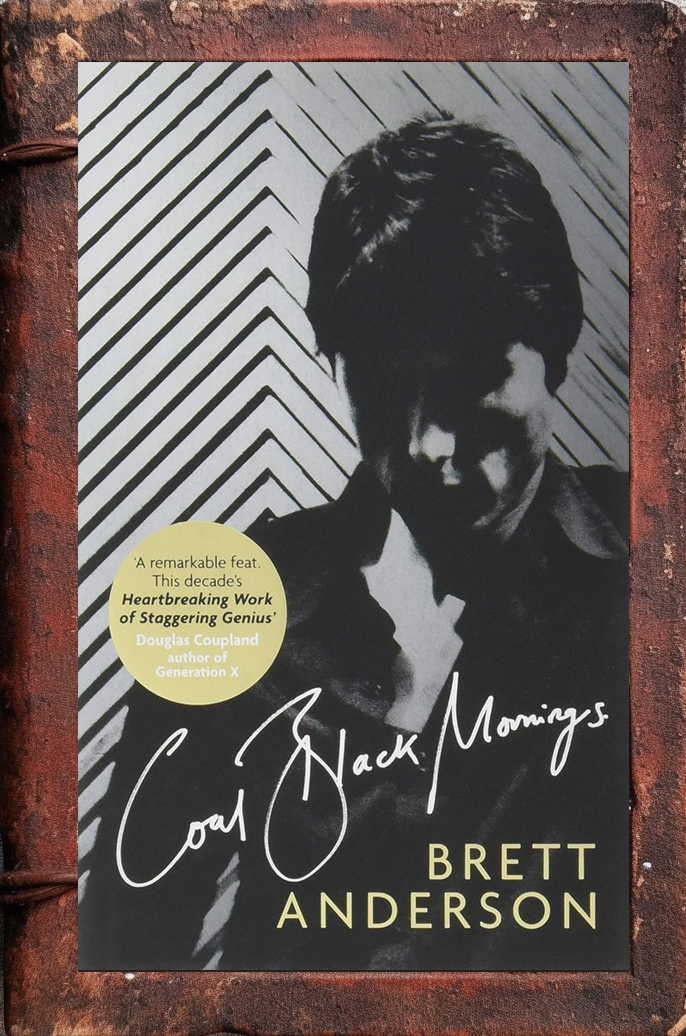 ‘A remarkable feat.
This decade’s
Heartbreaking Work
of Staggering Genius’
Douglas Coupland
author of
Generation X
Coal Black Mornings
BRETT
ANDERSON